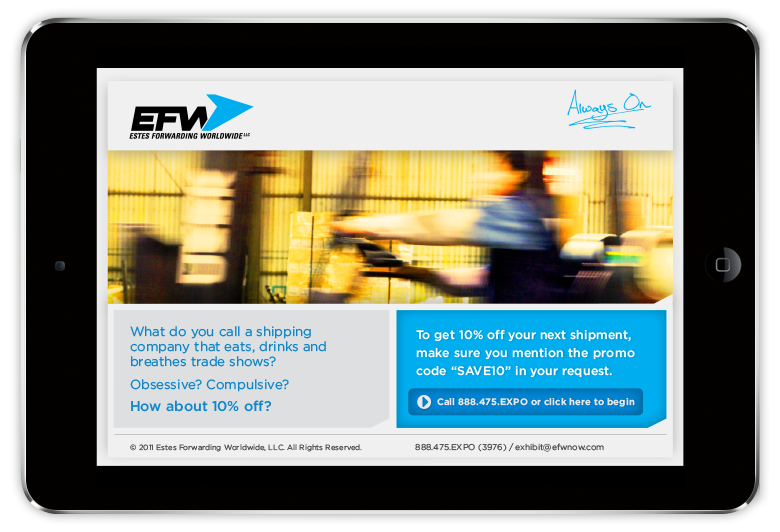 EFW
ESTES FORWARDING WORLDWIDE LLC
Always On
What do you call a shipping
company that eats, drinks and
breathes trade shows?
Obsessive? Compulsive?
How about 10% off?
To get 10% off your next shipment,
make sure you mention the promo
code “SAVE10” in your request.
Call 888.475.EXPO or click here to begin
© 2011 Estes Forwarding Worldwide, LLC. All Rights Reserved.
888.475.EXPO (3976) / exhibit@efwnow.com